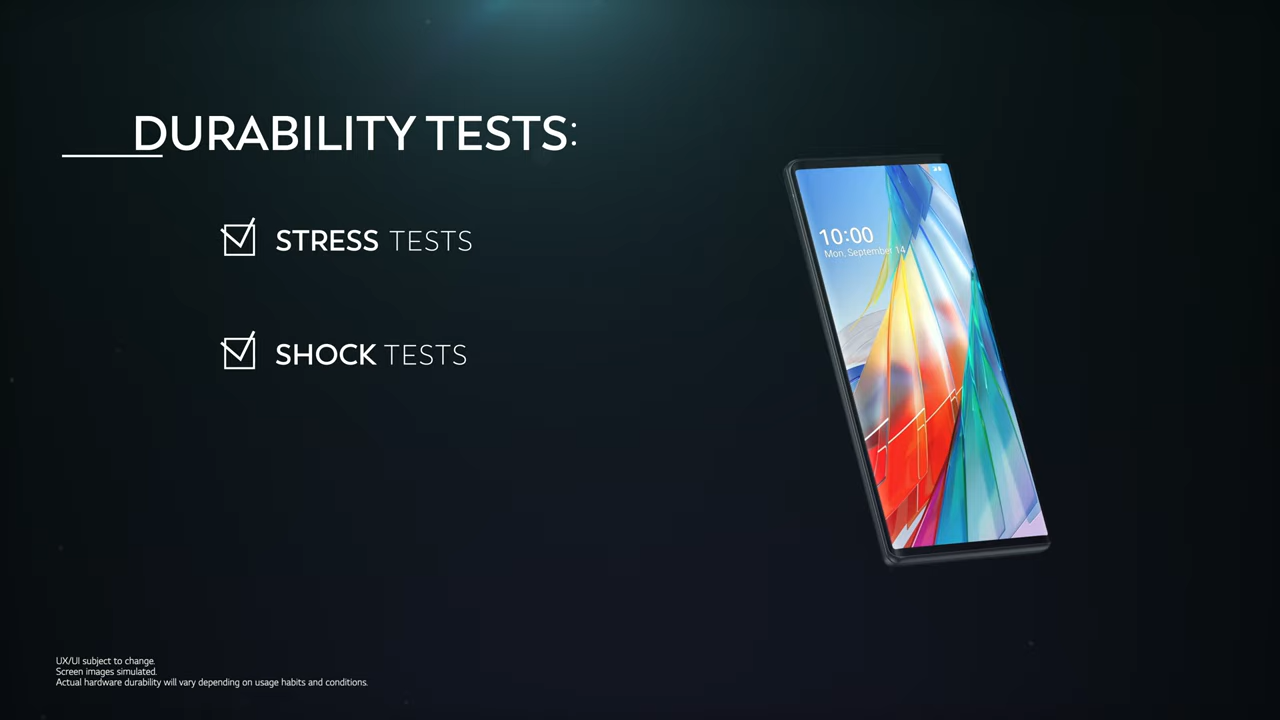 DURABILITY TESTS:
STRESS TESTS
SHOCK TESTS
10:00
Mon, September 14
UX/UI subject to change.
Screen images simulated.
Actual hardware durability will vary depending on usage habits and conditions.